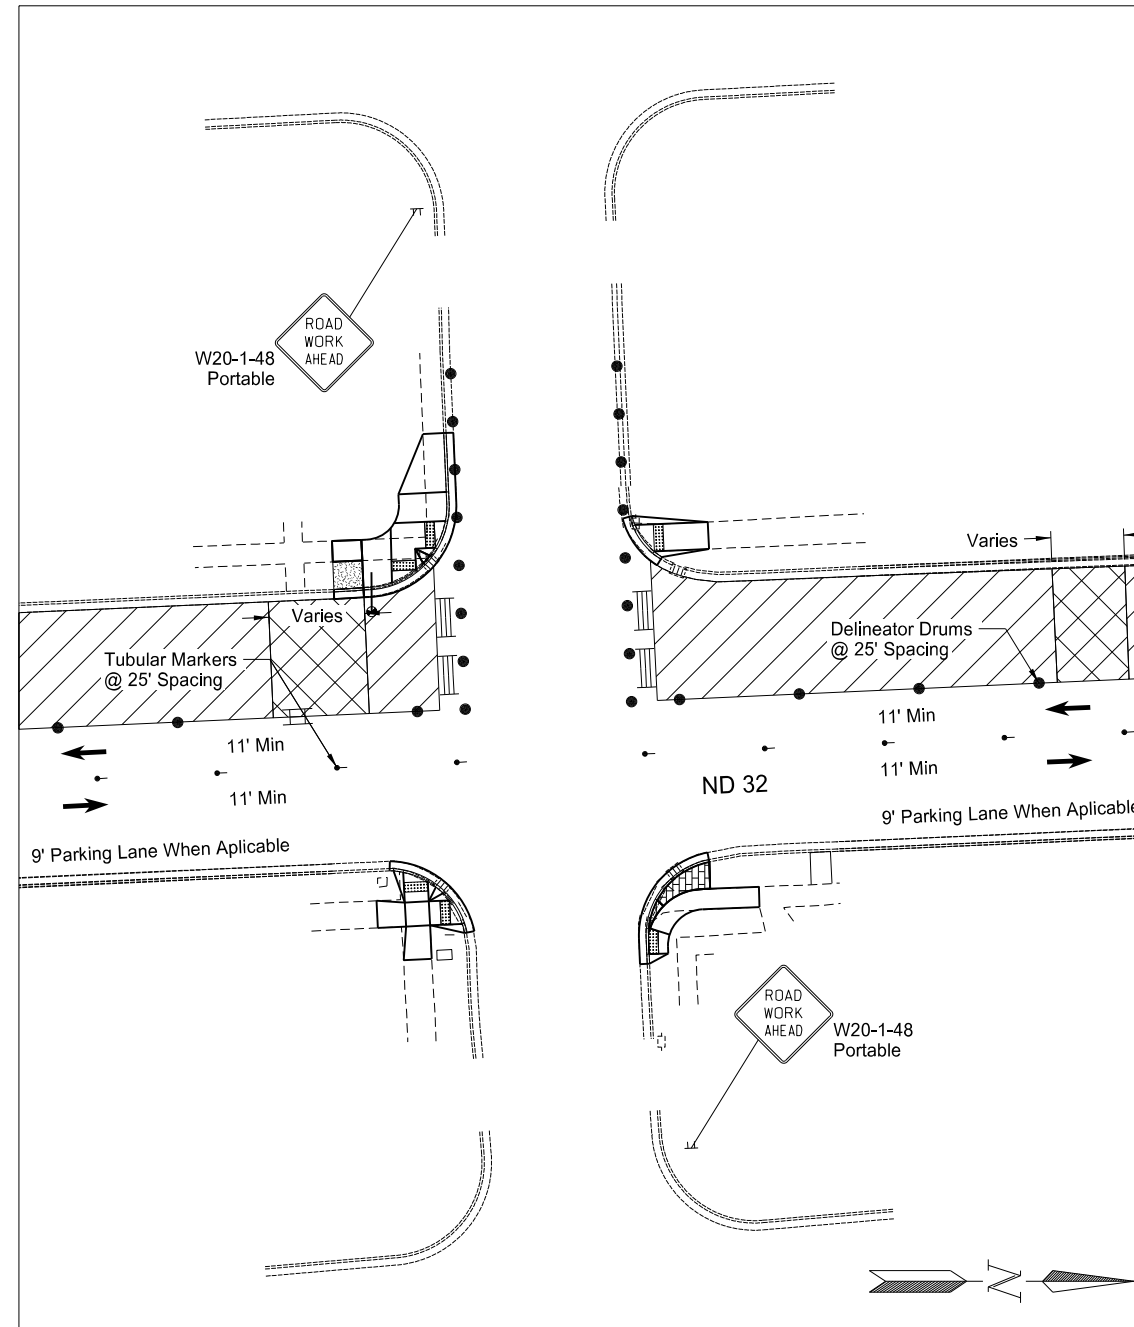 ROAD
WORK
AHEAD
W20-1-48
Portable
Varies
Varies
Delineator Drums
@ 25' Spacing
Tubular Markers
@ 25' Spacing
11' Min
11' Min
11' Min
11' Min
ND 32
9' Parking Lane When Aplicable
9' Parking Lane When Aplicable
ROAD
WORK
AHEAD
W20-1-48
Portable
N